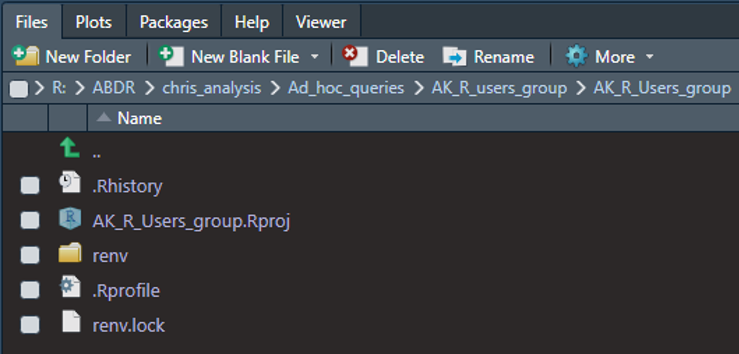 Files Plots Packages Help Viewer
New Folder New Blank File Delete Rename More
R: ABDR chris_analysis Ad_hoc_queries AK_R_users_group AK_R_Users_group
Name
..
.Rhistory
AK_R_Users_group.Rproj
renv
.Rprofile
renv.lock